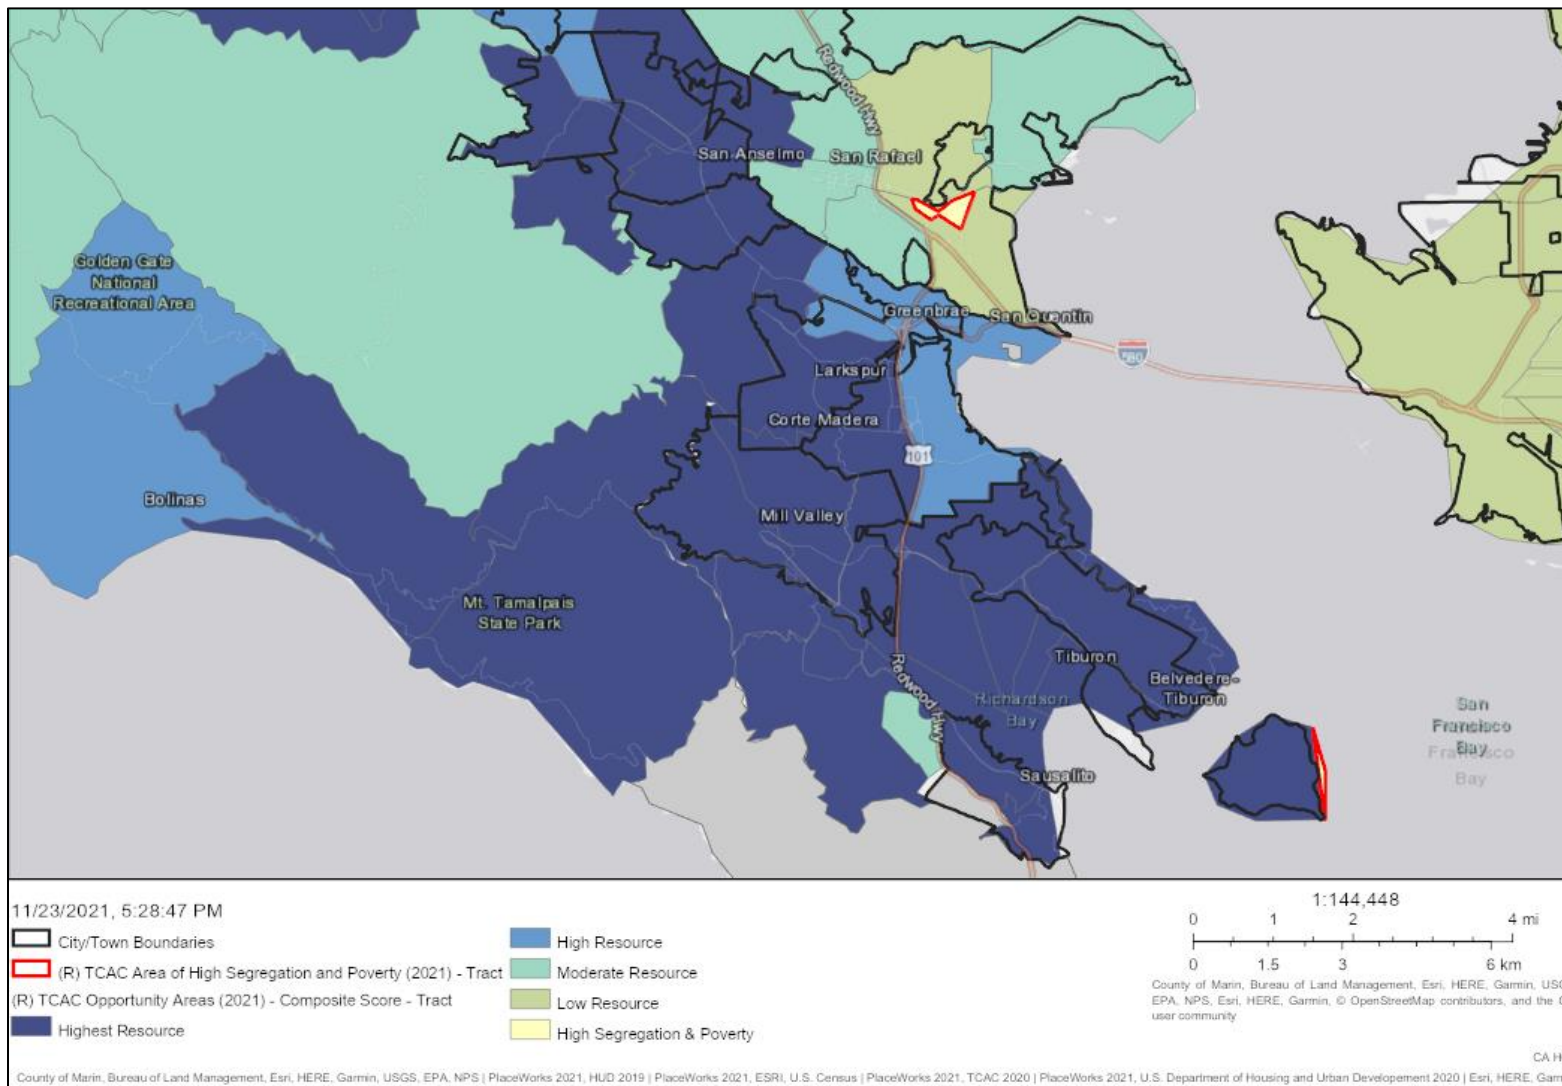 Redwood Hwy
San Anselmo
San Rafael
Golden Gate
National
Recreational Area
Greenbrae
San Quentin
580
Larkspur
Corte Madera
101
Bolinas
Mill Valley
Mt. Tamalpais
State Park
Redwood Hwy
Tiburon
Belvedere-
Tiburon
Richardson
Bay
San
Francisco
Bay
Francisco
Bay
Sausalito
11/23/2021, 5:28:47 PM
City/Town Boundaries
(R) TCAC Area of High Segregation and Poverty (2021) - Tract
(R) TCAC Opportunity Areas (2021) - Composite Score - Tract
Highest Resource
High Resource
Moderate Resource
Low Resource
High Segregation & Poverty
1:144,448
0 1 2 4 mi
0 1.5 3 6 km
County of Marin, Bureau of Land Management, Esri, HERE, Garmin, USG
EPA, NPS, Esri, HERE, Garmin, © OpenStreetMap contributors, and the
user community
CA H
County of Marin, Bureau of Land Management, Esri, HERE, Garmin, USGS, EPA, NPS | PlaceWorks 2021, HUD 2019 | PlaceWorks 2021, ESRI, U.S. Census | PlaceWorks 2021, TCAC 2020 | PlaceWorks 2021, U.S. Department of Housing and Urban Developement 2020 | Esri, HERE, Garm